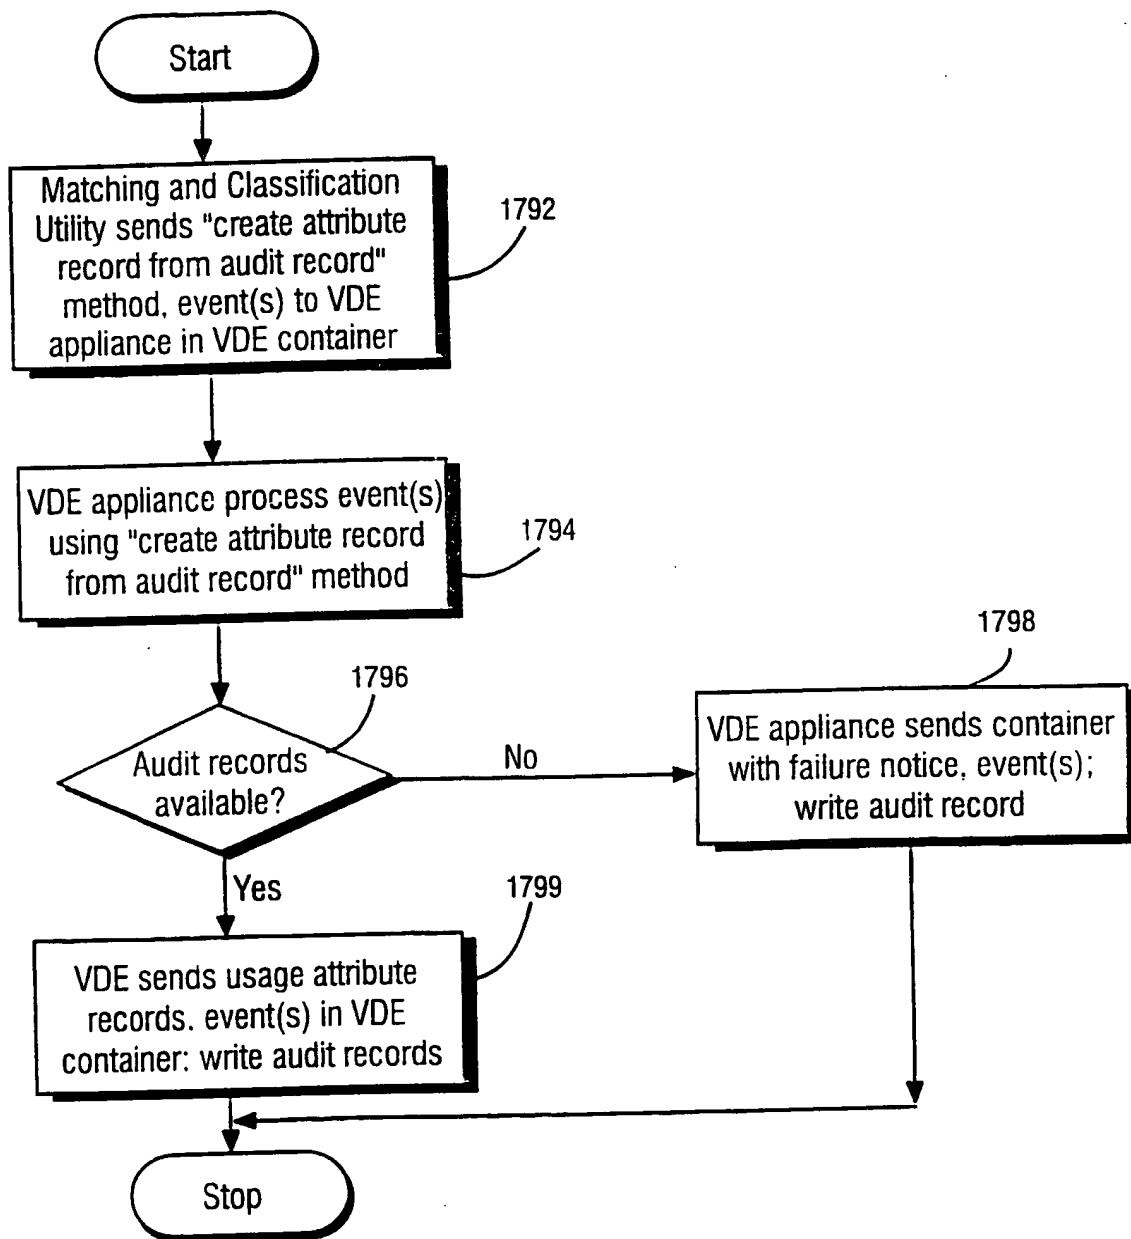 Start
Matching and Classification
Utility sends "create attribute
record from audit record"
method, event(s) to VDE
appliance in VDE container
1792
VDE appliance process event(s)
using "create attribute record
from audit record" method
1794
1796
Audit records
available?
No
1798
VDE appliance sends container
with failure notice, event(s);
write audit record
Yes
1799
VDE sends usage attribute
records. event(s) in VDE
container: write audit records
Stop